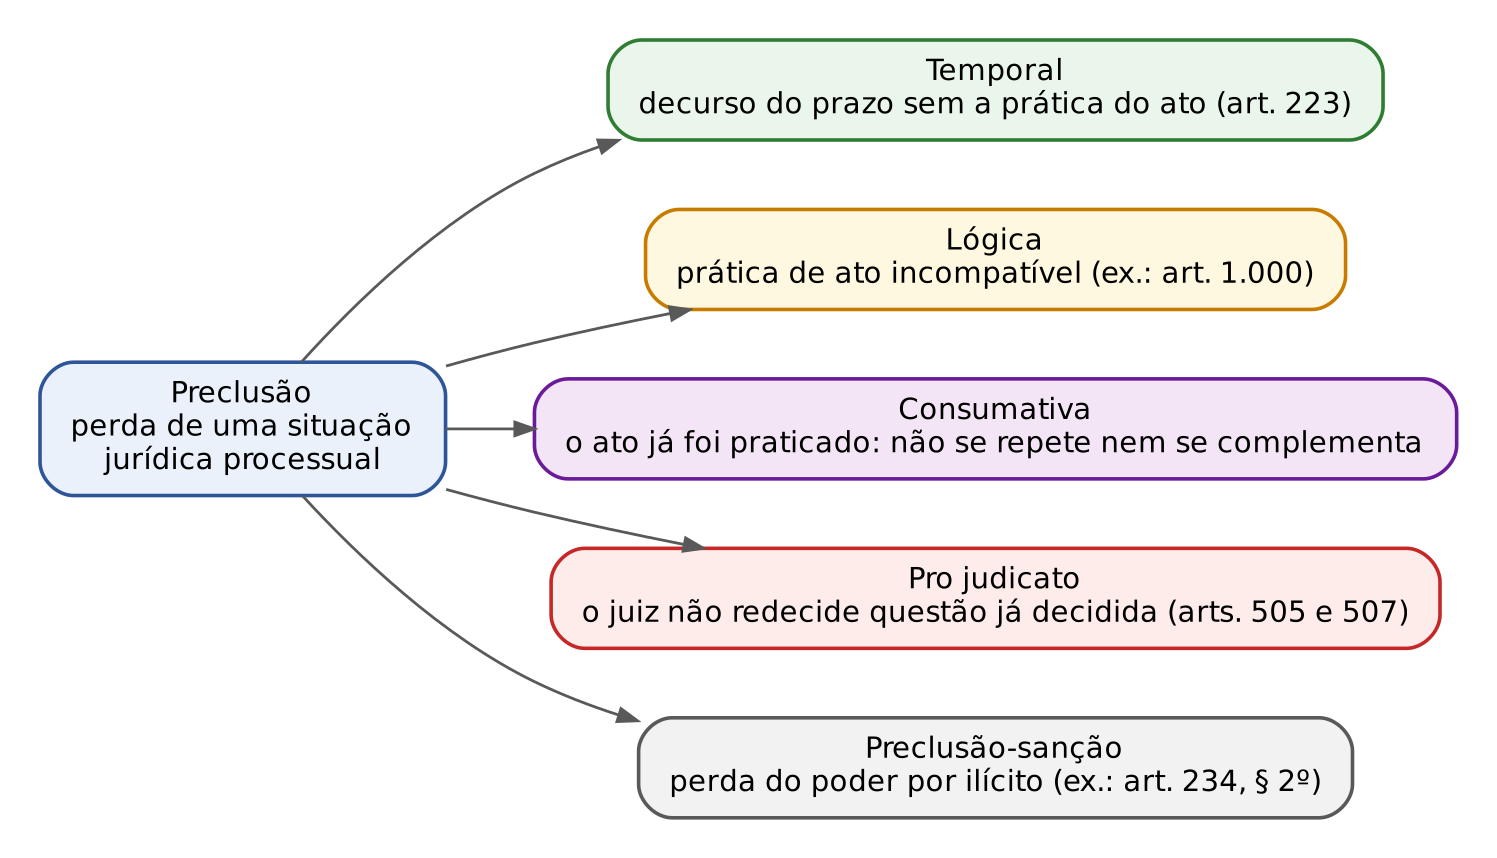 Temporal
decurso do prazo sem a prática do ato (art. 223)
Lógica
prática de ato incompatível (ex.: art. 1.000)
Preclusão
perda de uma situação
jurídica processual
Consumativa
o ato já foi praticado: não se repete nem se complementa
Pro judicato
o juiz não redecide questão já decidida (arts. 505 e 507)
Preclusão-sanção
perda do poder por ilícito (ex.: art. 234, § 2º)